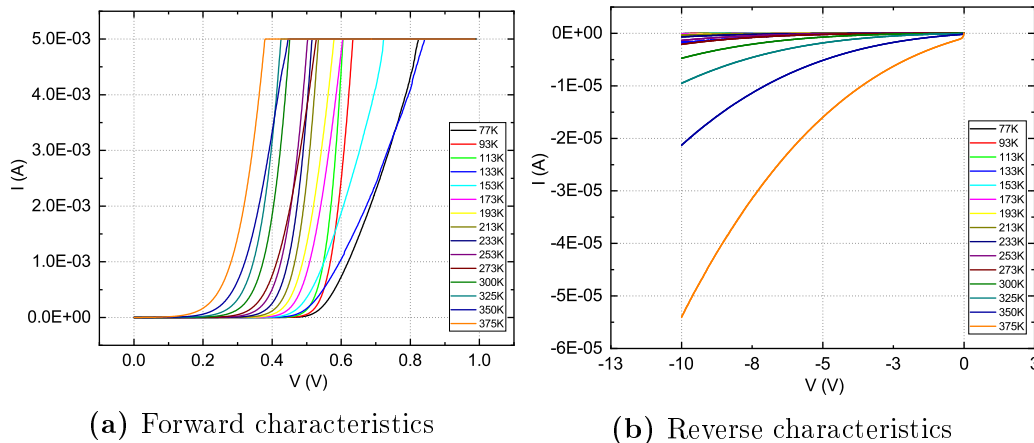 5.0E-03
4.0E-03
3.0E-03
2.0E-03
1.0E-03
0.0E+00
I (A)
0.0 0.2 0.4 0.6 0.8 1.0
V (V)
77K
93K
113K
133K
153K
173K
193K
213K
233K
253K
273K
300K
325K
350K
375K
(a) Forward characteristics
0E+00
-1E-05
-2E-05
-3E-05
-4E-05
-5E-05
-6E-05
I (A)
-13 -10 -8 -5 -3 0 3
V (V)
77K
93K
113K
133K
153K
173K
193K
213K
233K
253K
273K
300K
325K
350K
375K
(b) Reverse characteristics